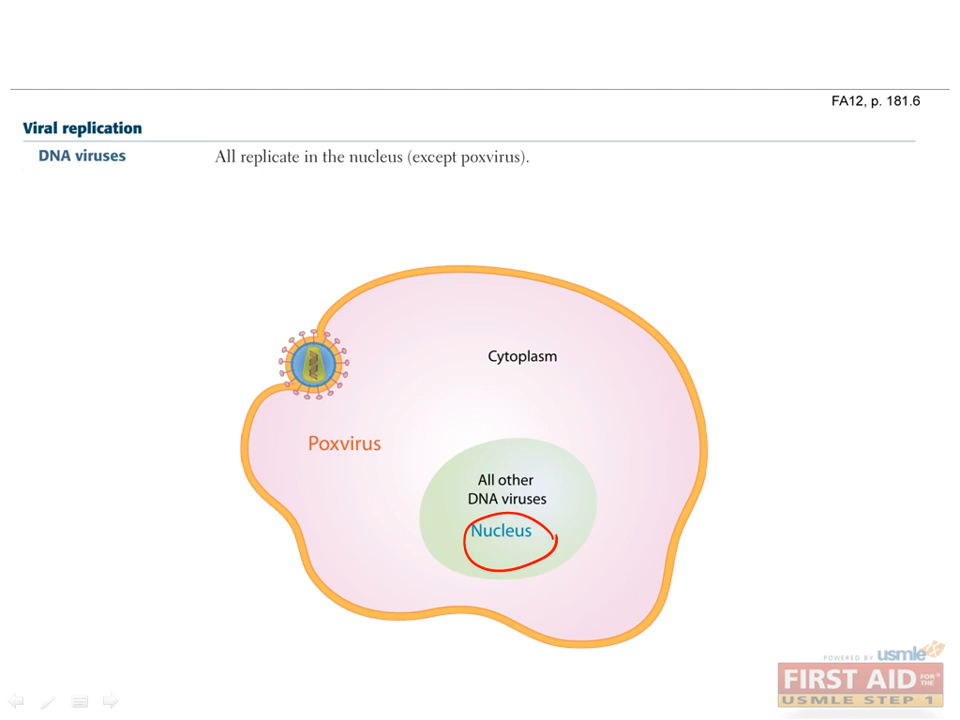 FA12, p. 181.6
Viral replication
DNA viruses All replicate in the nucleus (except poxvirus).
Cytoplasm
Poxvirus
All other
DNA viruses
Nucleus
POWERED BY usmle
FIRST AID FOR THE®
USMLE STEP 1